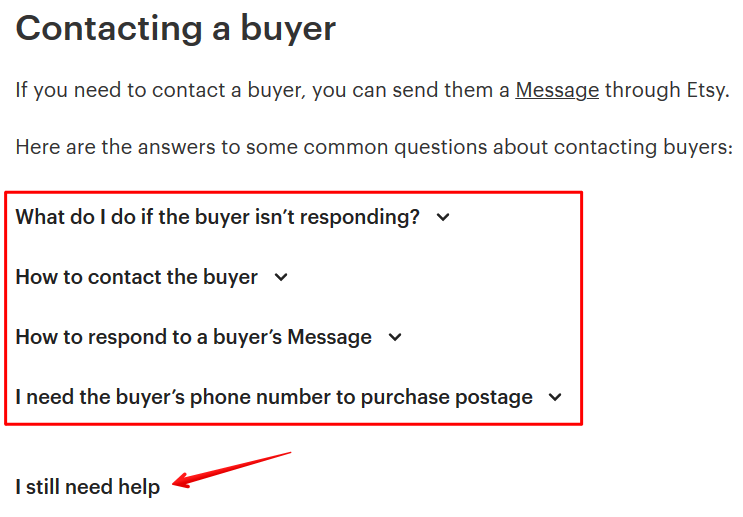 Contacting a buyer
If you need to contact a buyer, you can send them a Message through Etsy.
Here are the answers to some common questions about contacting buyers:
What do I do if the buyer isn’t responding?
How to contact the buyer
How to respond to a buyer’s Message
I need the buyer’s phone number to purchase postage
I still need help